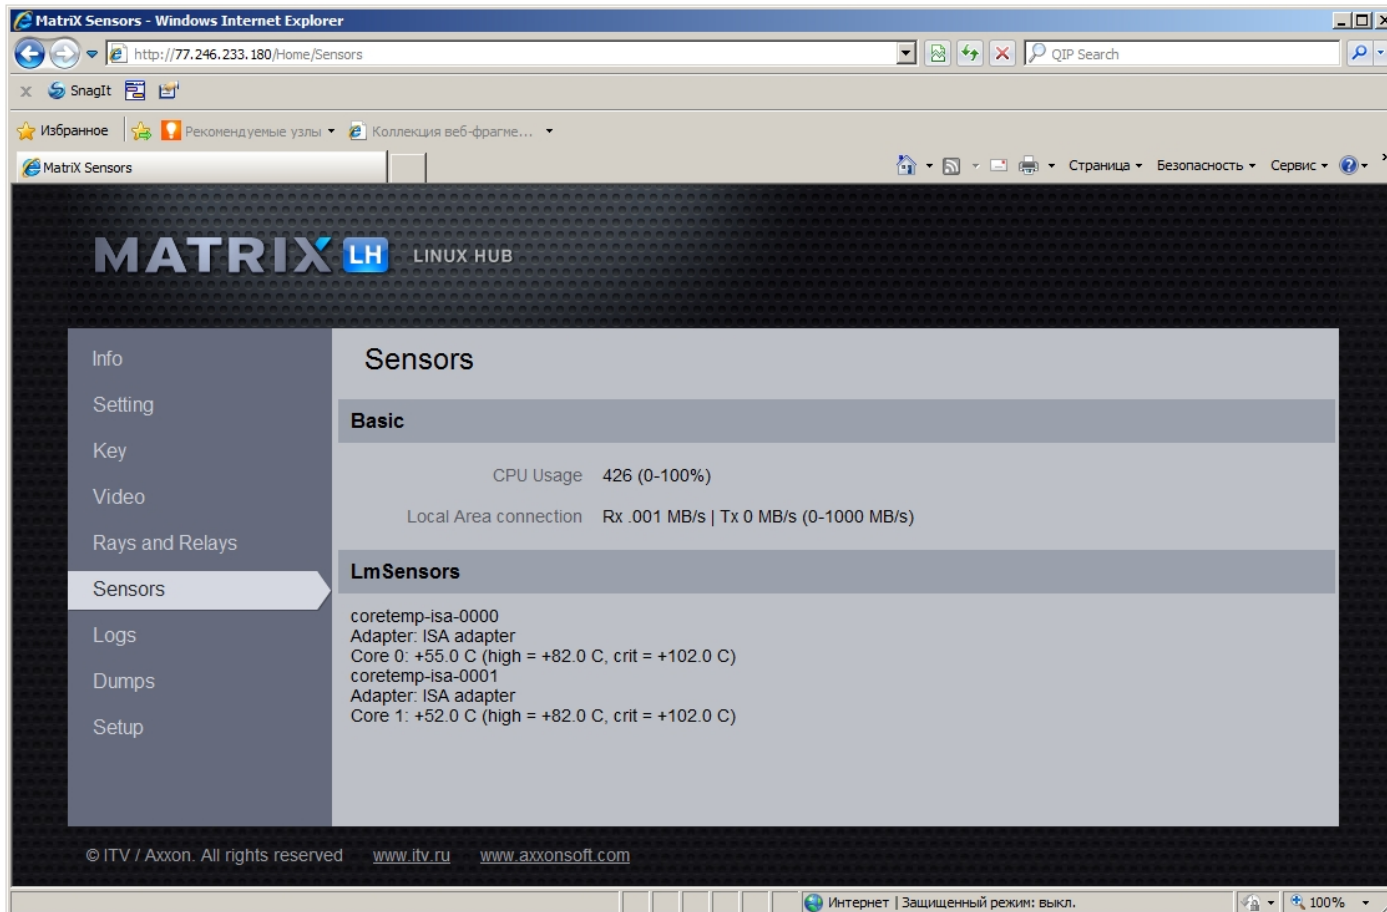 MatriX Sensors - Windows Internet Explorer
http://77.246.233.180/Home/Sensors
QIP Search
x SnagIt
Избранное Рекомендуемые узлы Коллекция веб-фрагме...
MatriX Sensors
Страница Безопасность Сервис
MATRIX LH LINUX HUB
Info
Setting
Key
Video
Rays and Relays
Sensors
Logs
Dumps
Setup
Sensors
Basic
CPU Usage 426 (0-100%)
Local Area connection Rx .001 MB/s | Tx 0 MB/s (0-1000 MB/s)
LmSensors
coretemp-isa-0000
Adapter: ISA adapter
Core 0: +55.0 C (high = +82.0 C, crit = +102.0 C)
coretemp-isa-0001
Adapter: ISA adapter
Core 1: +52.0 C (high = +82.0 C, crit = +102.0 C)
© ITV / Axxon. All rights reserved www.itv.ru www.axxonsoft.com
Интернет | Защищенный режим: выкл. 100%